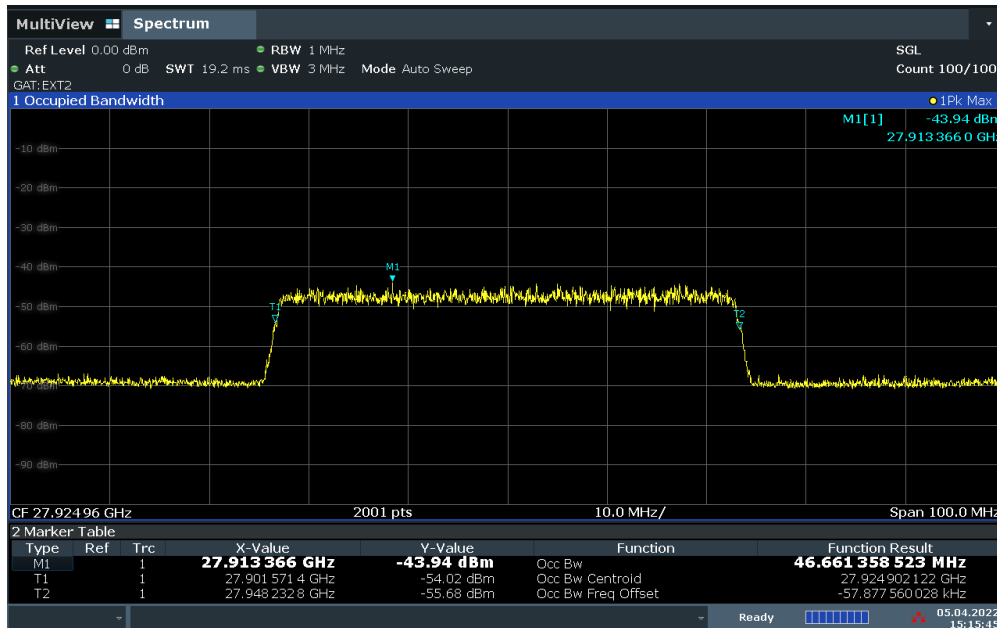 MultiView Spectrum
Ref Level 0.00 dBm RBW 1 MHz SGL
Att 0 dB SWT 19.2 ms VBW 3 MHz Mode Auto Sweep Count 100/100
GAT:EXT2
1 Occupied Bandwidth 1Pk Max
M1[1] -43.94 dBm
27.913 366 0 GHz
-10 dBm
-20 dBm
-30 dBm
-40 dBm
M1
-50 dBm
T1
T2
-60 dBm
-70 dBm
-80 dBm
-90 dBm
CF 27.924 96 GHz 2001 pts 10.0 MHz/ Span 100.0 MHz
2 Marker Table
Type Ref Trc X-Value Y-Value Function Function Result
M1 1 27.913 366 GHz -43.94 dBm Occ Bw 46.661 358 523 MHz
T1 1 27.901 571 4 GHz -54.02 dBm Occ Bw Centroid 27.924 902 122 GHz
T2 1 27.948 232 8 GHz -55.68 dBm Occ Bw Freq Offset -57.877 560 028 kHz
Ready 05.04.2022
15:15:45